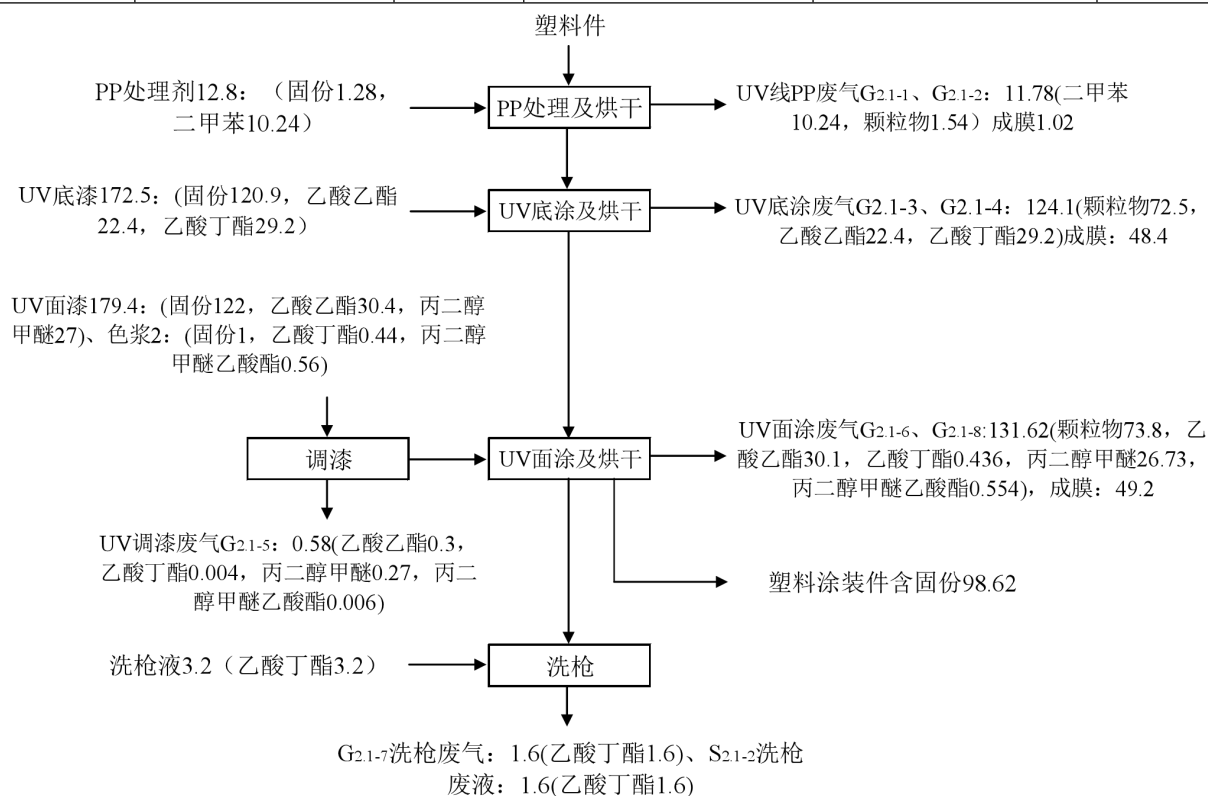 塑料件
PP处理剂12.8：（固份1.28，
二甲苯10.24）
PP处理及烘干
UV线PP废气G2.1-1、G2.1-2：11.78(二甲苯
10.24，颗粒物1.54）成膜1.02
UV底漆172.5：(固份120.9，乙酸乙酯
22.4，乙酸丁酯29.2）
UV底涂及烘干
UV底涂废气G2.1-3、G2.1-4：124.1(颗粒物72.5，
乙酸乙酯22.4，乙酸丁酯29.2)成膜：48.4
UV面漆179.4：(固份122，乙酸乙酯30.4，丙二醇
甲醚27)、色浆2：(固份1，乙酸丁酯0.44，丙二醇
甲醚乙酸酯0.56)
调漆
UV面涂及烘干
UV面涂废气G2.1-6、G2.1-8:131.62(颗粒物73.8，乙
酸乙酯30.1，乙酸丁酯0.436，丙二醇甲醚26.73，
丙二醇甲醚乙酸酯0.554)，成膜：49.2
UV调漆废气G2.1-5：0.58(乙酸乙酯0.3，
乙酸丁酯0.004，丙二醇甲醚0.27，丙二
醇甲醚乙酸酯0.006)
塑料涂装件含固份98.62
洗枪液3.2（乙酸丁酯3.2）
洗枪
G2.1-7洗枪废气：1.6(乙酸丁酯1.6)、S2.1-2洗枪
废液：1.6(乙酸丁酯1.6)